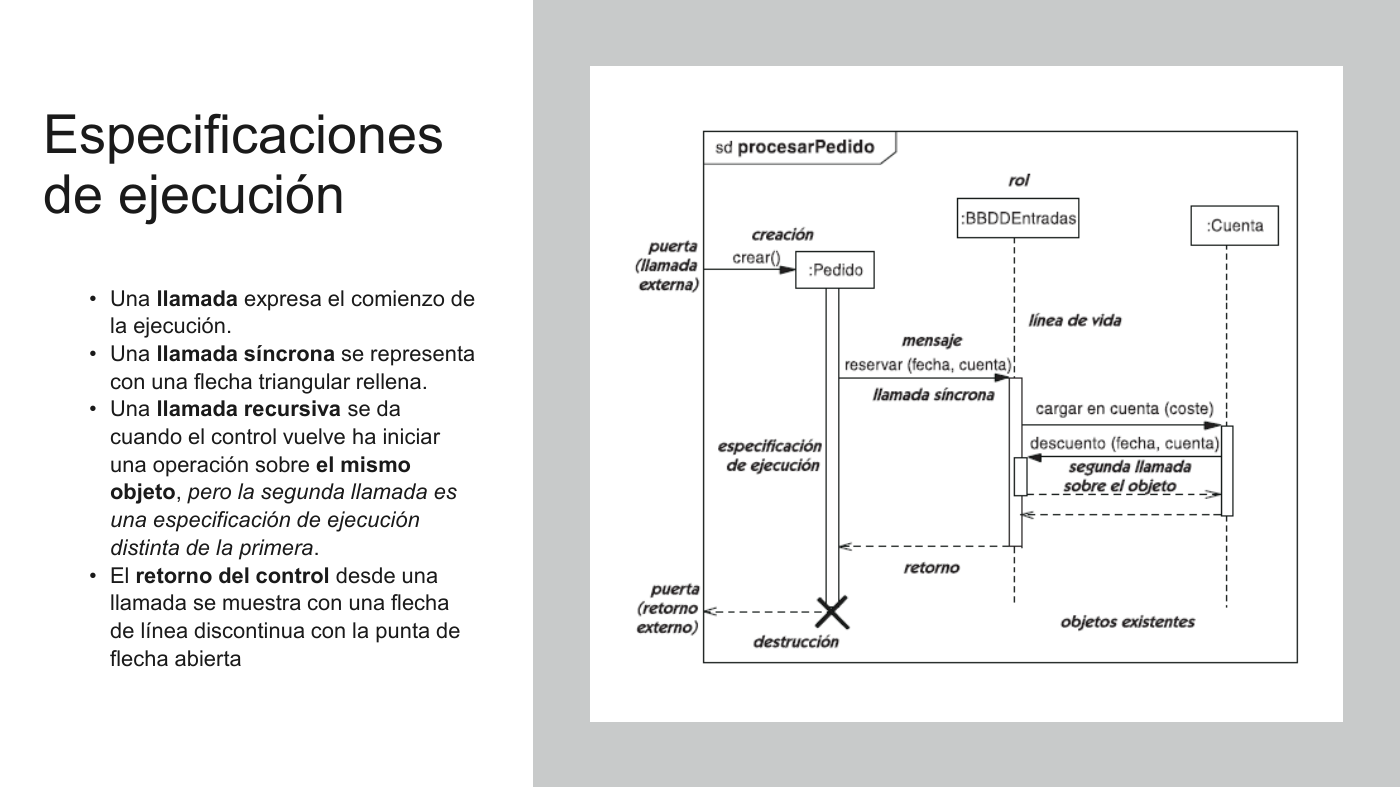 Especificaciones
de ejecución
• Una llamada expresa el comienzo de
la ejecución.
• Una llamada síncrona se representa
con una flecha triangular rellena.
• Una llamada recursiva se da
cuando el control vuelve ha iniciar
una operación sobre el mismo
objeto, pero la segunda llamada es
una especificación de ejecución
distinta de la primera.
• El retorno del control desde una
llamada se muestra con una flecha
de línea discontinua con la punta de
flecha abierta
sd procesarPedido
rol
:BBDDEntradas
:Cuenta
creación
puerta
(llamada
externa)
crear()
:Pedido
línea de vida
mensaje
reservar (fecha, cuenta)
llamada síncrona
cargar en cuenta (coste)
descuento (fecha, cuenta)
especificación
de ejecución
segunda llamada
sobre el objeto
retorno
puerta
(retorno
externo)
destrucción
objetos existentes